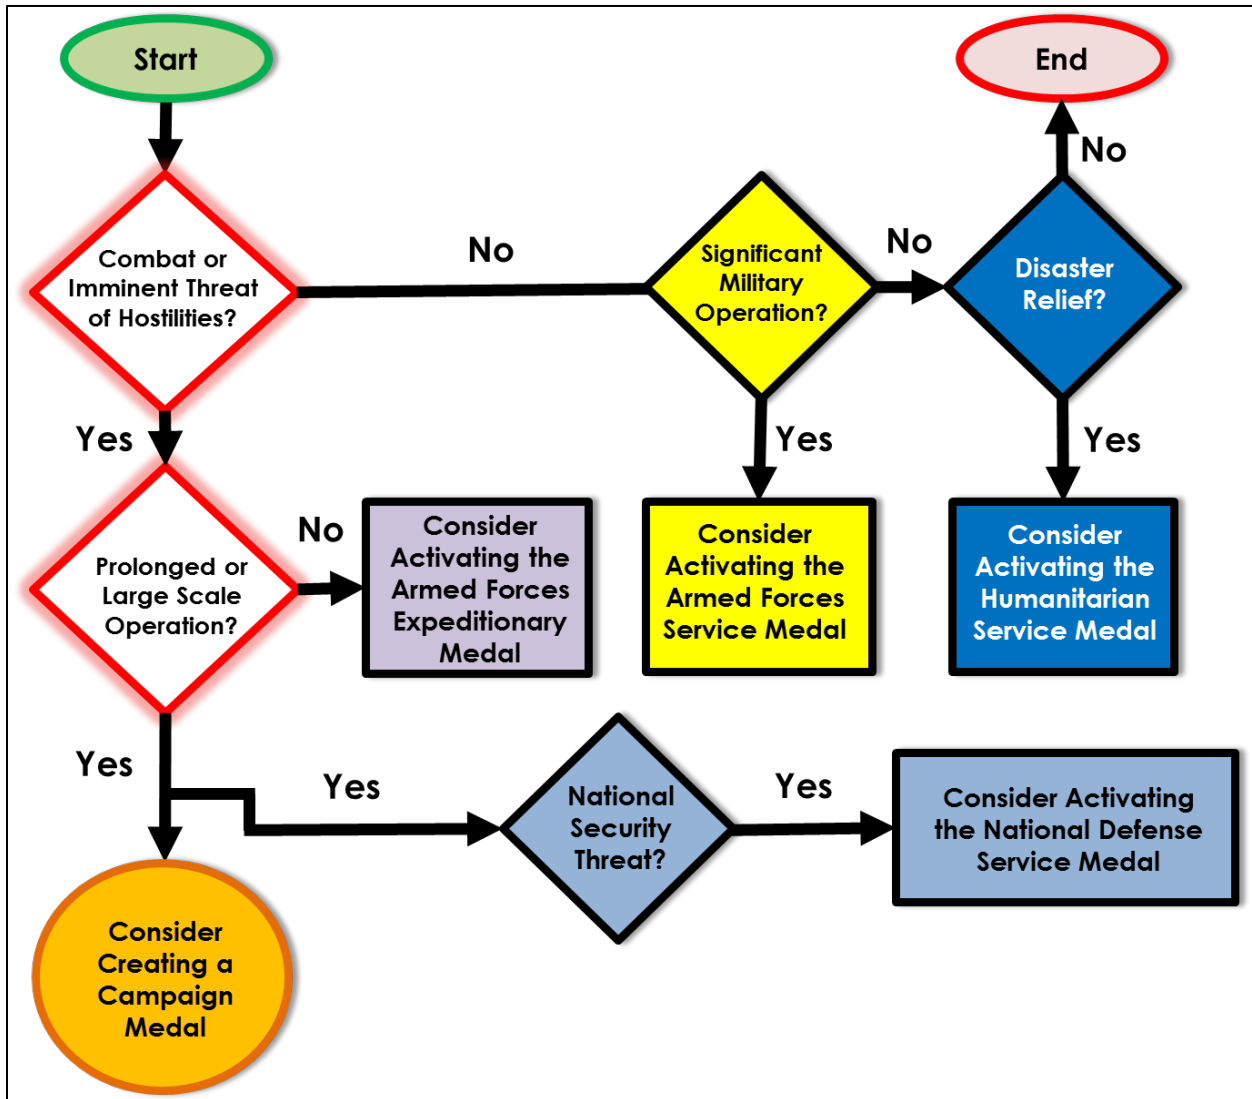 Start
End
No
Combat or
Imminent Threat
of Hostilities?
No
Significant
Military
Operation?
No
Disaster
Relief?
Yes
Yes
Yes
Prolonged or
Large Scale
Operation?
No
Consider
Activating the
Armed Forces
Expeditionary
Medal
Consider
Activating the
Armed Forces
Service Medal
Consider
Activating the
Humanitarian
Service Medal
Yes
Yes
National
Security
Threat?
Yes
Consider Activating
the National Defense
Service Medal
Consider
Creating a
Campaign
Medal